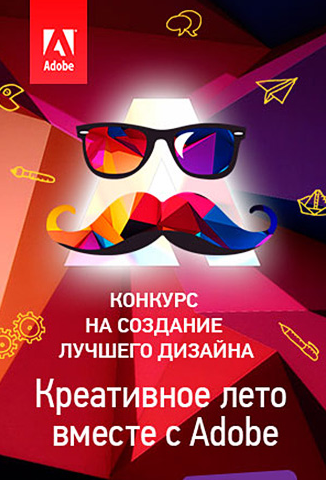 Adobe
КОНКУРС
НА СОЗДАНИЕ
ЛУЧШЕГО ДИЗАЙНА
Креативное лето
вместе с Adobe